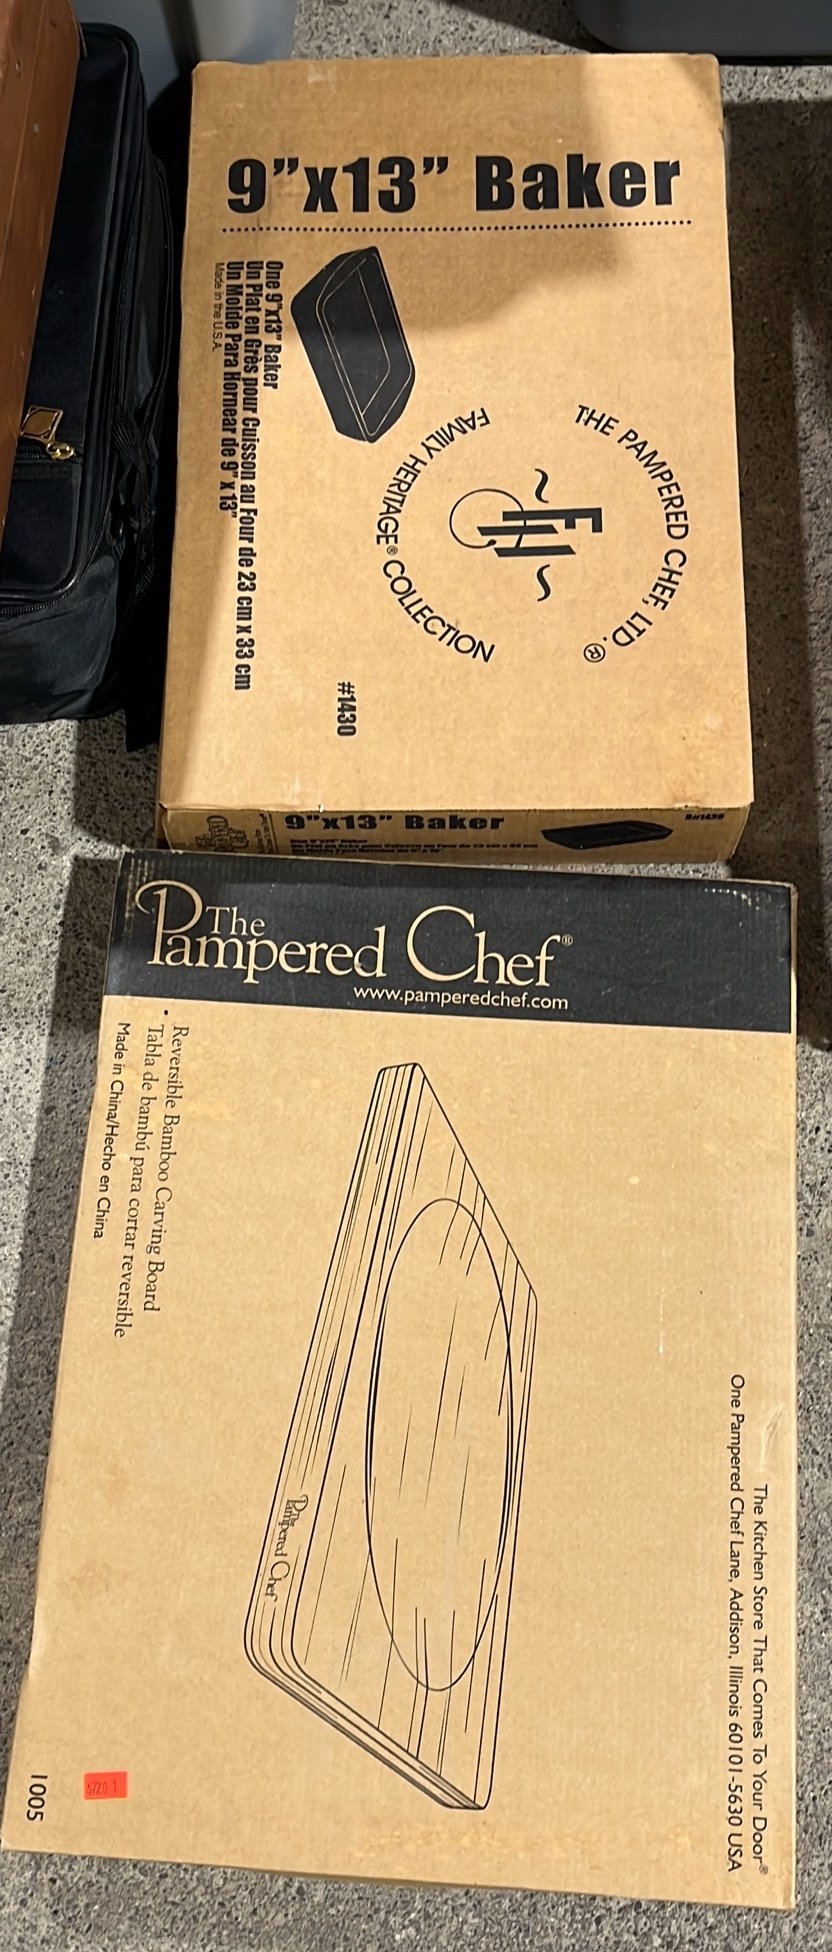 9”x13” Baker
One 9”x13” Baker
Un Plat en Grès pour Cuisson au Four de 23 cm x 33 cm
Un Molde Para Hornear de 9” x 13”
Made in the U.S.A.
THE PAMPERED CHEF, LTD.®
FAMILY HERITAGE® COLLECTION
#1430
9”x13” Baker
The Pampered Chef®
www.pamperedchef.com
• Reversible Bamboo Carving Board
• Tabla de bambú para cortar reversible
Made in China/Hecho en China
The Pampered Chef
The Kitchen Store That Comes To Your Door®
One Pampered Chef Lane, Addison, Illinois 60101-5630 USA
1005